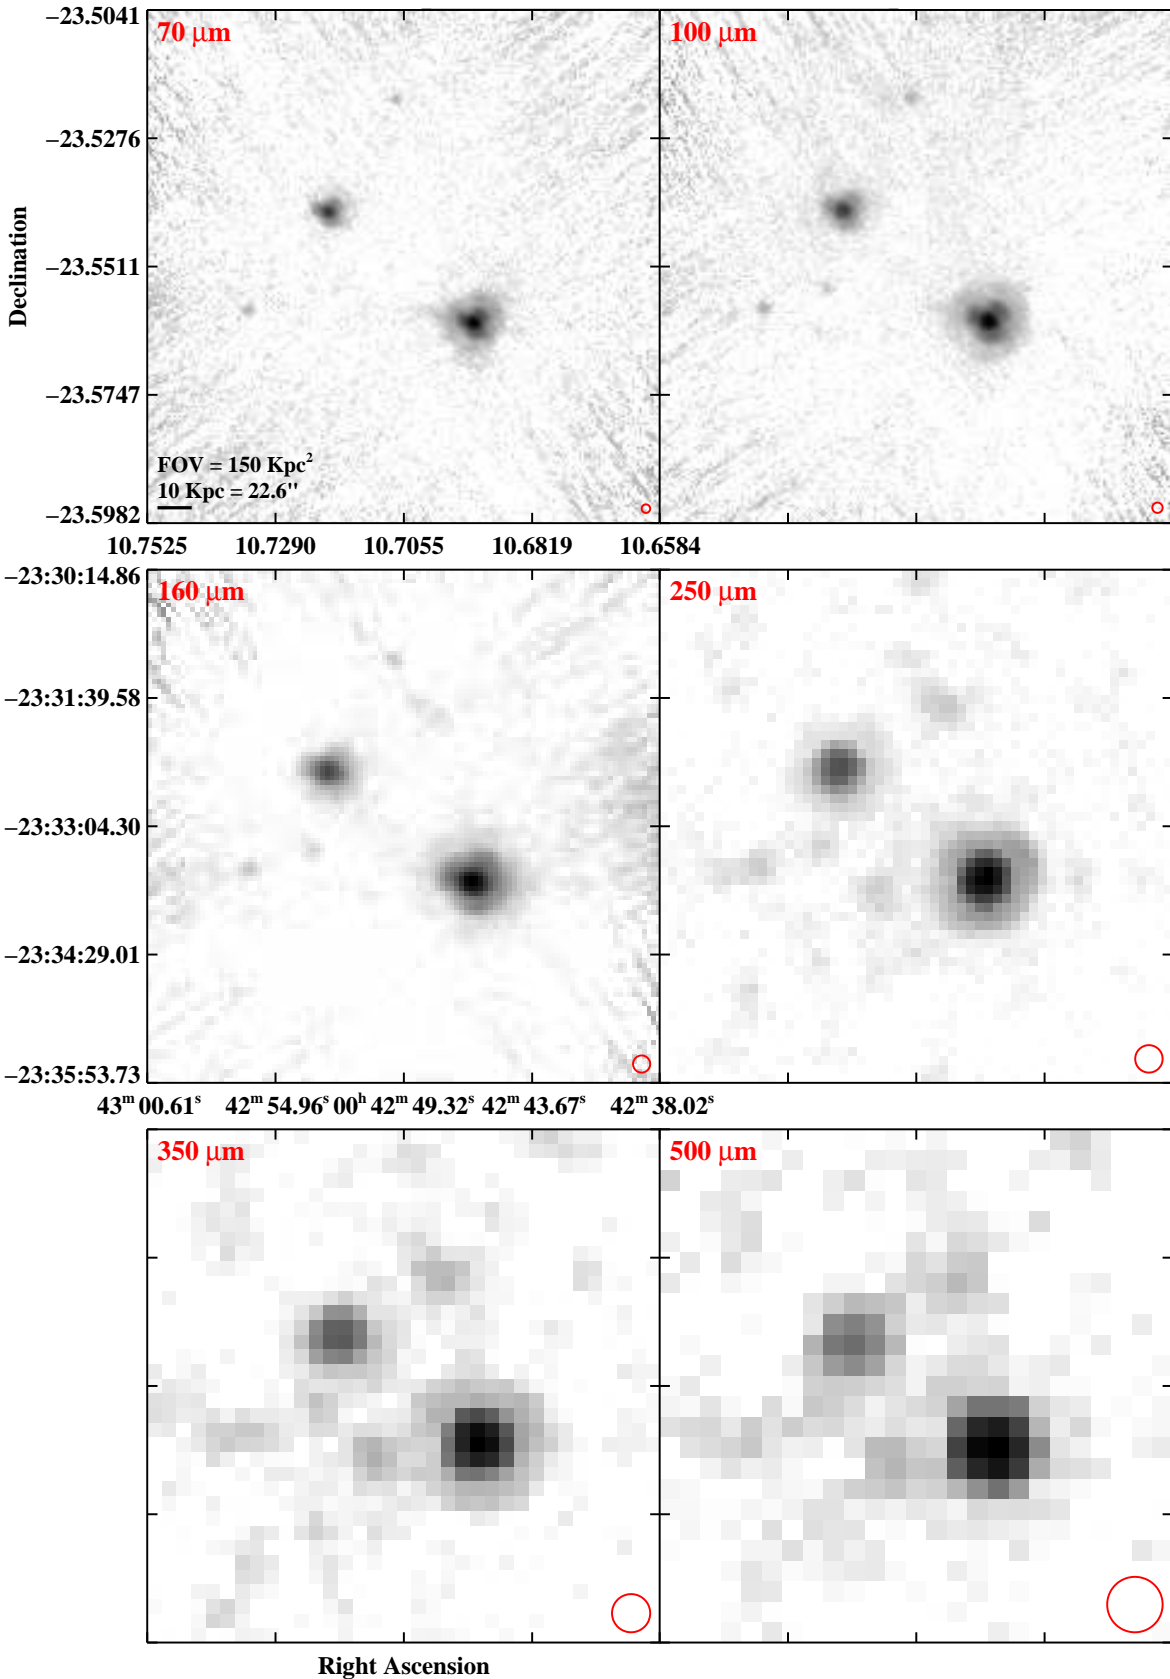 70 μm
100 μm
−23.5041
−23.5276
−23.5511
−23.5747
−23.5982
Declination
FOV = 150 Kpc²
10 Kpc = 22.6"
10.7525 10.7290 10.7055 10.6819 10.6584
160 μm
250 μm
−23:30:14.86
−23:31:39.58
−23:33:04.30
−23:34:29.01
−23:35:53.73
43ᵐ 00.61ˢ 42ᵐ 54.96ˢ 00ʰ 42ᵐ 49.32ˢ 42ᵐ 43.67ˢ 42ᵐ 38.02ˢ
350 μm
500 μm
Right Ascension